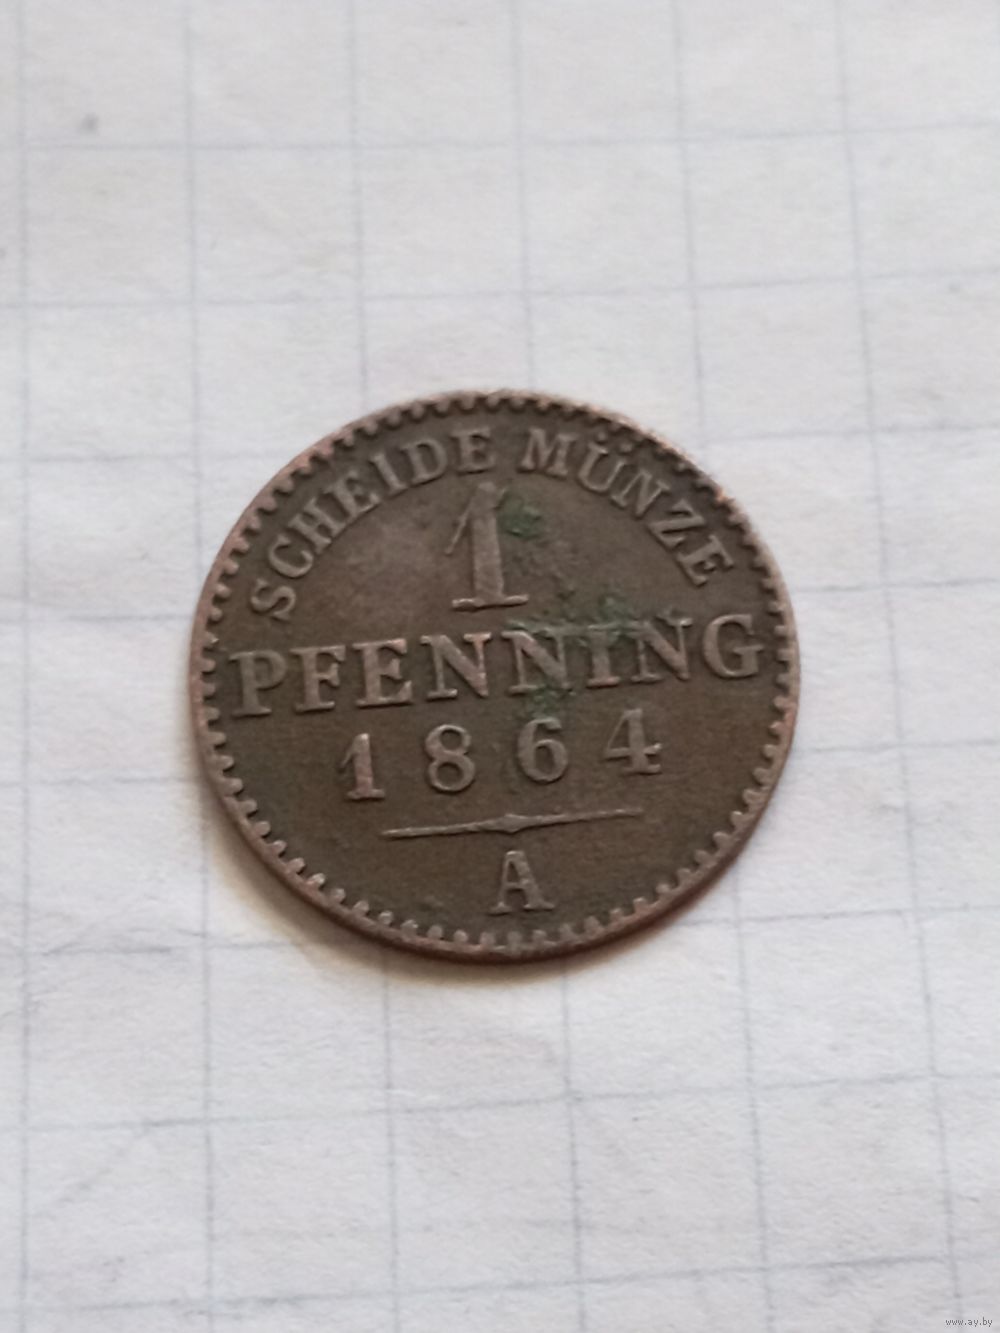 SCHEIDE MÜNZE
1
PFENNING
1864
A
www.ay.by